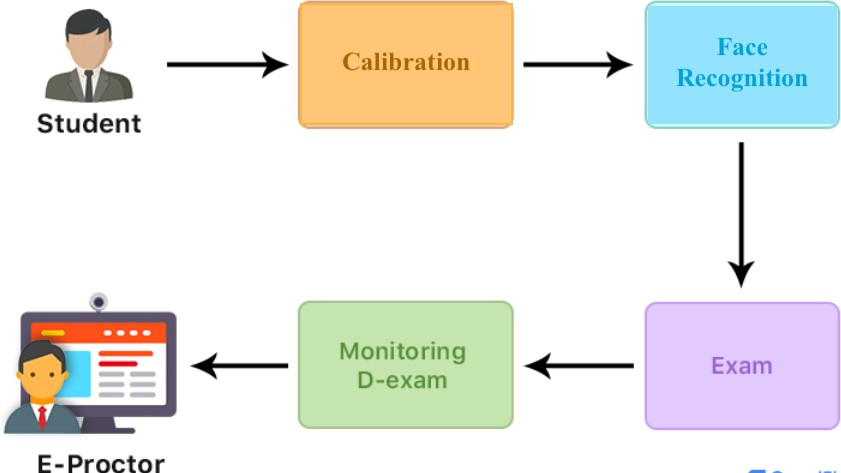 Student
Calibration
Face
Recognition
Monitoring
D-exam
Exam
E-Proctor